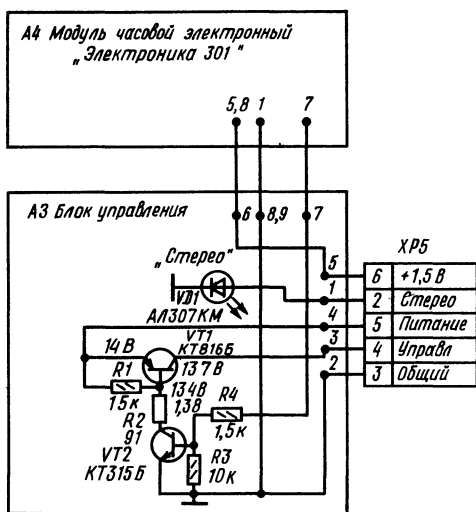 А4 Модуль часовой электронный
„Электроника 301"
5,8 1 7
А3 Блок управления
6 8,9 7
ХР5
„Стерео"
5
6 +1,5 В
VD1
1
2 Стерео
АЛ307КМ
4
5 Питание
VT1
14 В
КТ816Б
3
4 Управл
13 7 В
2
3 Общий
R1
15к
13 4В
R4
1,3В
R2
91
1,5к
VT2
R3
КТ315Б
10к